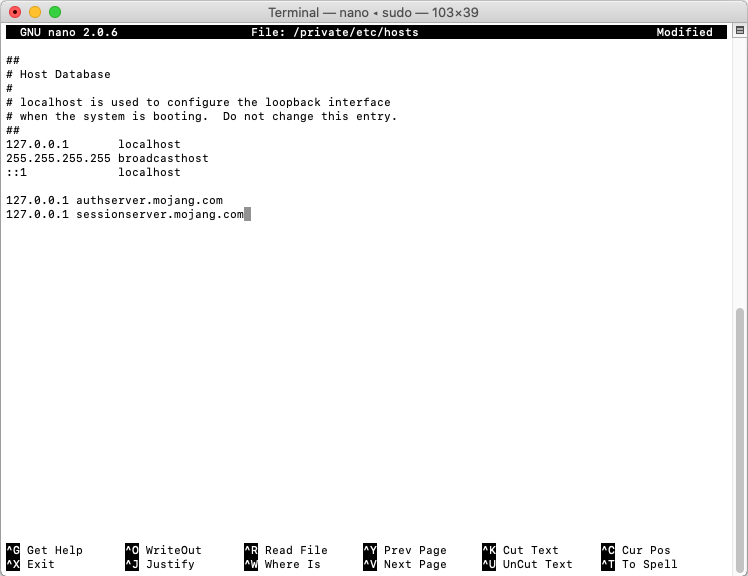 Terminal — nano ◂ sudo — 103×39
GNU nano 2.0.6 File: /private/etc/hosts Modified
##
# Host Database
#
# localhost is used to configure the loopback interface
# when the system is booting.  Do not change this entry.
##
127.0.0.1       localhost
255.255.255.255 broadcasthost
::1             localhost
127.0.0.1 authserver.mojang.com
127.0.0.1 sessionserver.mojang.com
^G Get Help ^O WriteOut ^R Read File ^Y Prev Page ^K Cut Text ^C Cur Pos
^X Exit ^J Justify ^W Where Is ^V Next Page ^U UnCut Text ^T To Spell